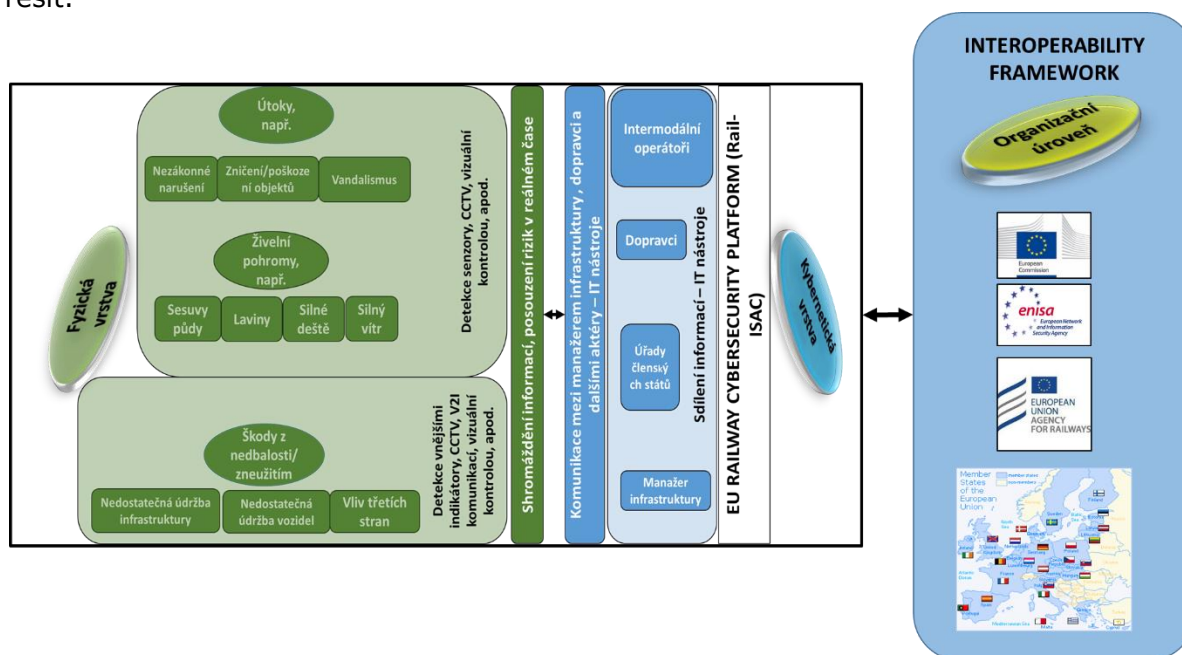 řešit.
Fyzická
vrstva
Útoky,
např.
Nezákonné
narušení
Zničení/poškoze
ní objektů
Vandalismus
Živelní
pohromy,
např.
Sesuvy
půdy
Laviny
Silné
deště
Silný
vítr
Detekce senzory, CCTV, vizuální
kontrolou, apod.
Škody z
nedbalosti/
zneužitím
Nedostatečná údržba
infrastruktury
Nedostatečná
údržba vozidel
Vliv třetích
stran
Detekce vnějšími
indikátory, CCTV, V2I
komunikací, vizuální
kontrolou, apod.
Shromáždění informací, posouzení rizik v reálném čase
Komunikace mezi manažerem infrastruktury , dopravci a
dalšími aktéry – IT nástroje
Intermodální
operátoři
Dopravci
Úřady
členský
ch států
Manažer
infrastruktury
Sdílení informací – IT nástroje
EU RAILWAY CYBERSECURITY PLATFORM (Rail-
ISAC)
Kybernetická
vrstva
INTEROPERABILITY
FRAMEWORK
Organizační
úroveň
European
Commission
enisa
European Network
and Information
Security Agency
EUROPEAN
UNION
AGENCY
FOR RAILWAYS
Member
States
of the
European
Union